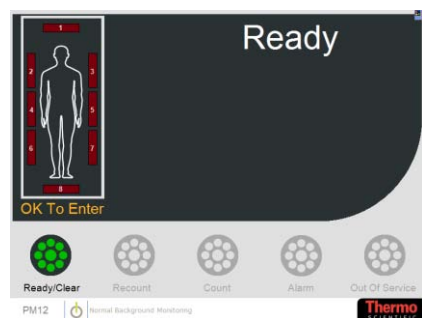 1
Ready
2 3
4 5
6 7
8
OK To Enter
Ready/Clear Recount Count Alarm Out Of Service
PM12 Normal Background Monitoring
Thermo
SCIENTIFIC